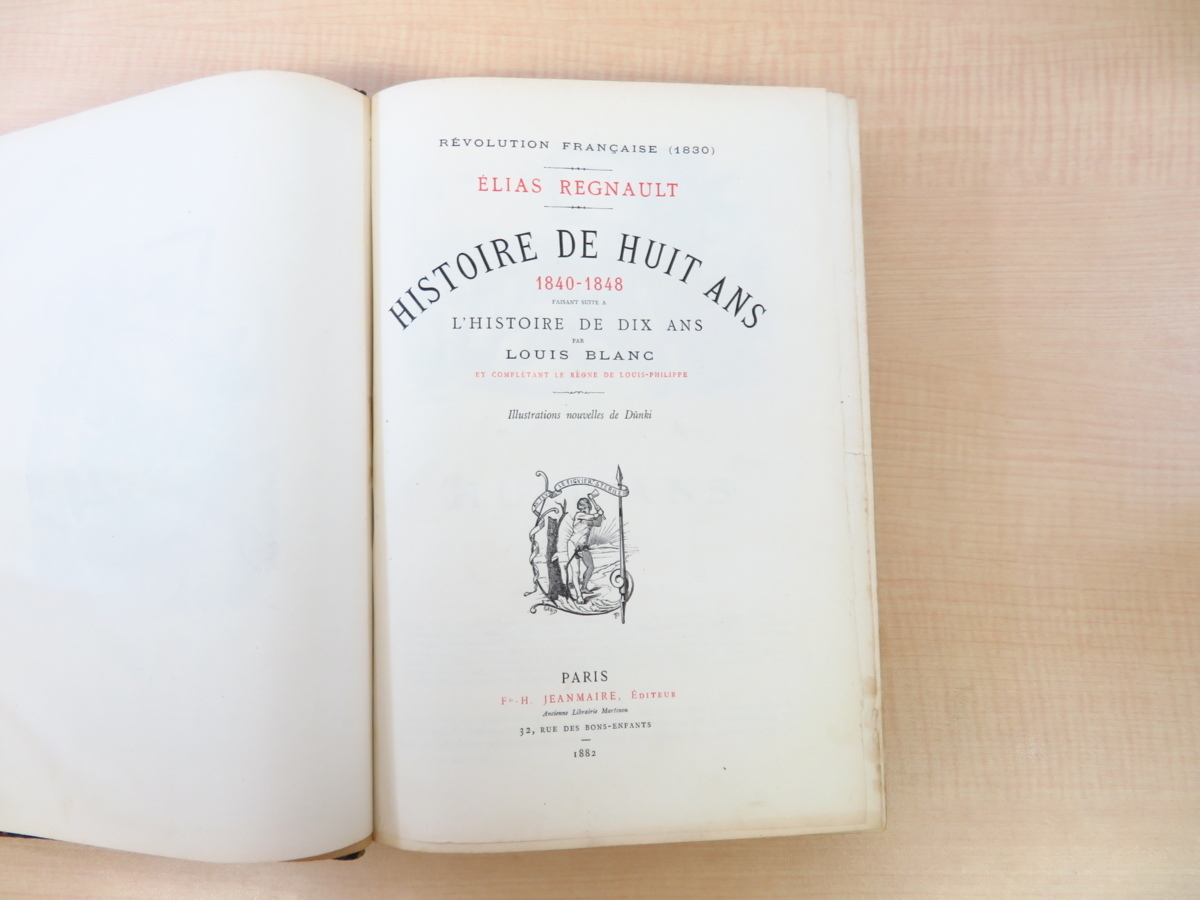 RÉVOLUTION FRANÇAISE (1830)
ÉLIAS REGNAULT
HISTOIRE DE HUIT ANS
1840-1848
FAISANT SUITE A
L'HISTOIRE DE DIX ANS
PAR
LOUIS BLANC
ET COMPLÉTANT LE RÈGNE DE LOUIS-PHILIPPE
Illustrations nouvelles de Dünki
PARIS
Fᵈ.-H. JEANMAIRE, ÉDITEUR
Ancienne Librairie Martinon
32, RUE DES BONS-ENFANTS
1882